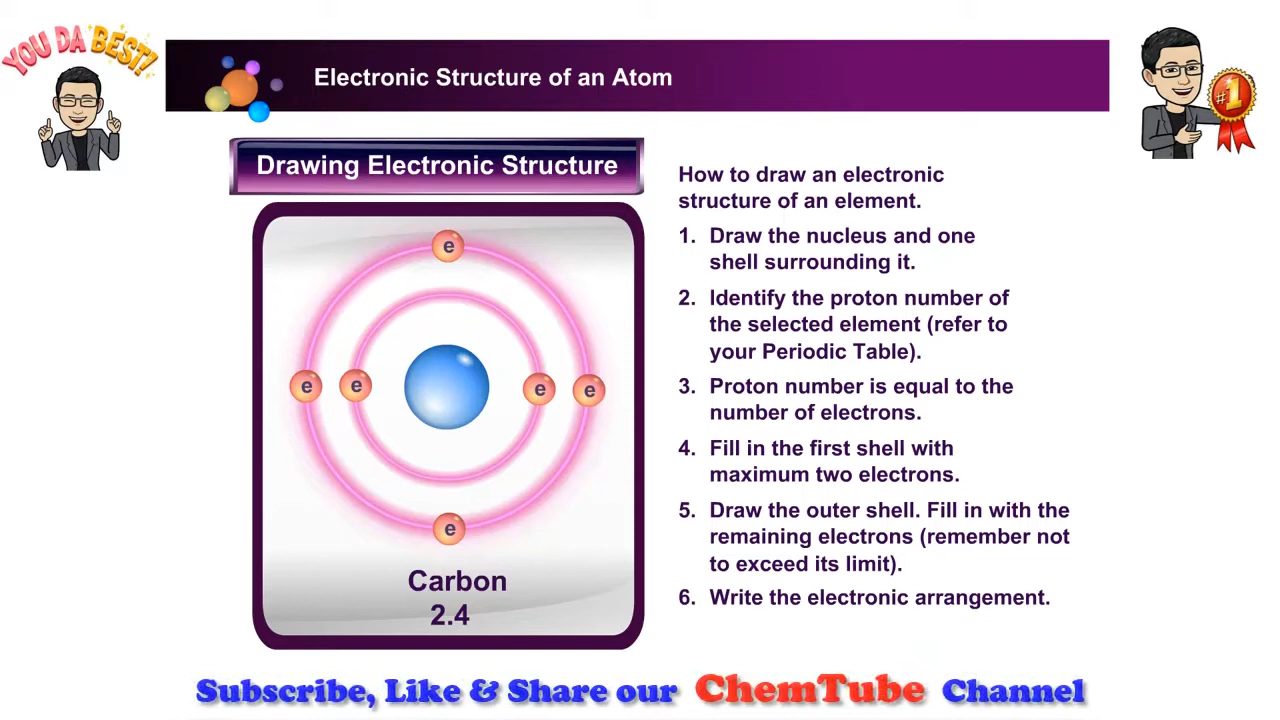 YOU DA BEST!
Electronic Structure of an Atom
#1
Drawing Electronic Structure
How to draw an electronic
structure of an element.
1. Draw the nucleus and one
shell surrounding it.
2. Identify the proton number of
the selected element (refer to
your Periodic Table).
3. Proton number is equal to the
number of electrons.
4. Fill in the first shell with
maximum two electrons.
5. Draw the outer shell. Fill in with the
remaining electrons (remember not
to exceed its limit).
6. Write the electronic arrangement.
e
e e e e
e
Carbon
2.4
Subscribe, Like & Share our ChemTube Channel